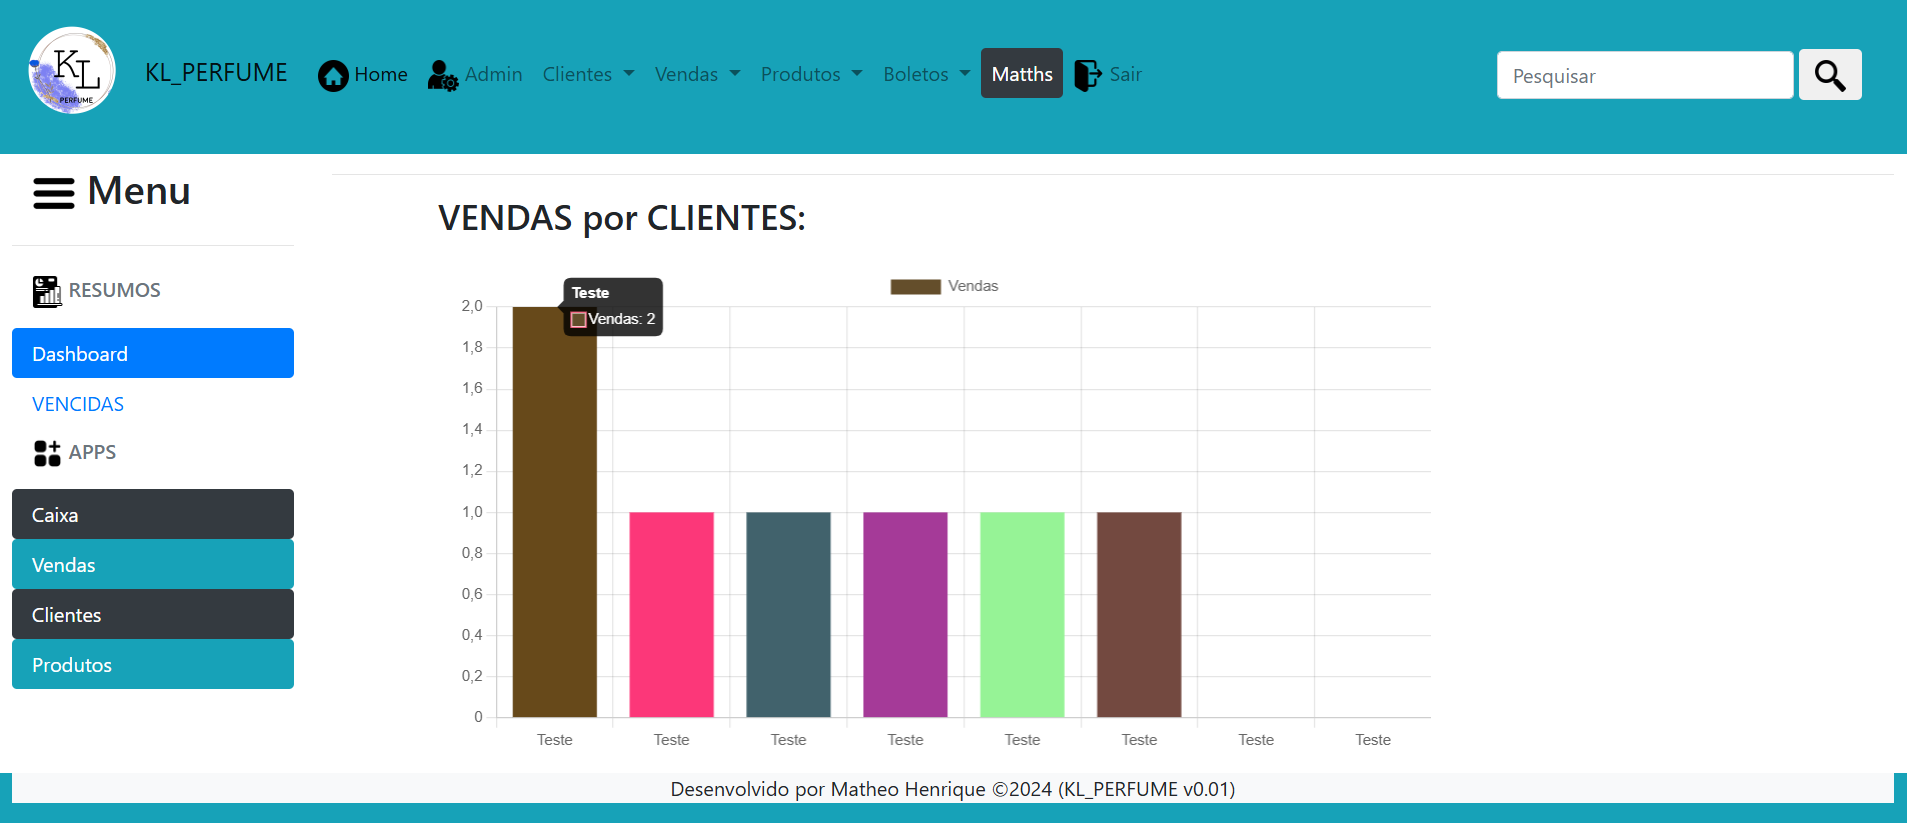 KL
PERFUME
KL_PERFUME
Home
Admin
Clientes
Vendas
Produtos
Boletos
Matths
Sair
Pesquisar
Menu
RESUMOS
Dashboard
VENCIDAS
APPS
Caixa
Vendas
Clientes
Produtos
VENDAS por CLIENTES:
Vendas
Teste
Vendas: 2
2,0
1,8
1,6
1,4
1,2
1,0
0,8
0,6
0,4
0,2
0
Teste Teste Teste Teste Teste Teste Teste Teste
Desenvolvido por Matheo Henrique ©2024 (KL_PERFUME v0.01)